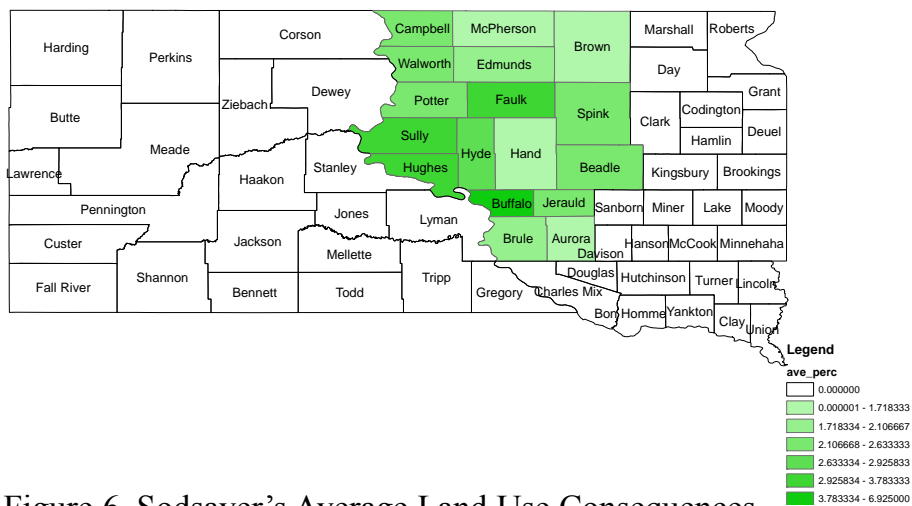 Harding
Perkins
Corson
Campbell
McPherson
Brown
Marshall
Roberts
Walworth
Edmunds
Day
Butte
Ziebach
Dewey
Potter
Faulk
Spink
Grant
Codington
Clark
Hamlin
Deuel
Meade
Sully
Hyde
Hand
Stanley
Hughes
Beadle
Kingsbury
Brookings
Lawrence
Haakon
Pennington
Jones
Lyman
Buffalo
Jerauld
Sanborn
Miner
Lake
Moody
Custer
Jackson
Mellette
Brule
Aurora
Davison
Hanson
McCook
Minnehaha
Fall River
Shannon
Bennett
Todd
Tripp
Gregory
Charles Mix
Douglas
Hutchinson
Turner
Lincoln
Bon Homme
Yankton
Clay
Union
Legend
ave_perc
0.000000
0.000001 - 1.718333
1.718334 - 2.106667
2.106668 - 2.633333
2.633334 - 2.925833
2.925834 - 3.783333
3.783334 - 6.925000
Figure 6. Sodsaver's Average Land Use Consequences